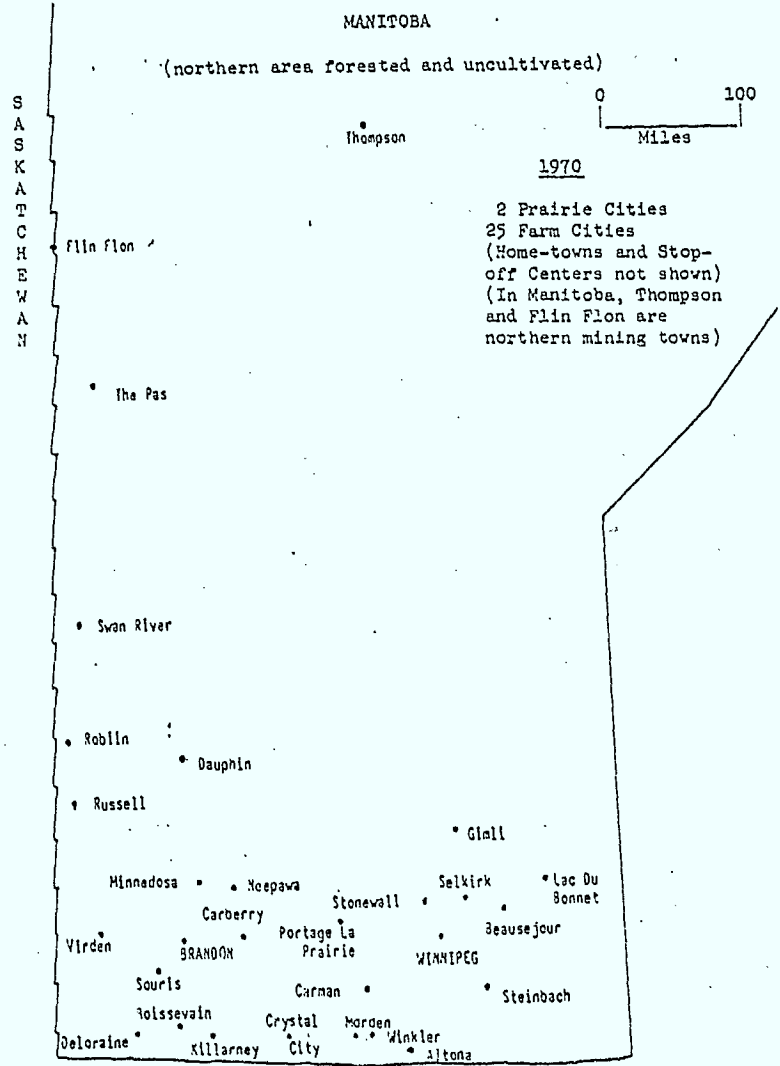 MANITOBA
(northern area forested and uncultivated)
SASKATCHEWAN
0 100
Miles
Thompson
1970
2 Prairie Cities
25 Farm Cities
(Home-towns and Stop-
off Centers not shown)
(In Manitoba, Thompson
and Flin Flon are
northern mining towns)
Flin Flon
The Pas
Swan River
Roblin
Dauphin
Russell
Gimli
Minnedosa
Neepawa
Carberry
Stonewall
Selkirk
Lac Du
Bonnet
Beausejour
Virden
BRANDON
Portage La
Prairie
WINNIPEG
Souris
Carman
Steinbach
Boissevain
Deloraine
Killarney
Crystal
City
Morden
Winkler
Altona